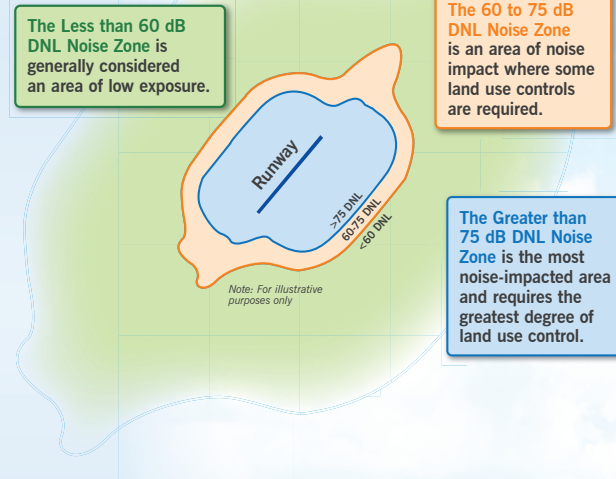 The Less than 60 dB
DNL Noise Zone is
generally considered
an area of low exposure.
The 60 to 75 dB
DNL Noise Zone
is an area of noise
impact where some
land use controls
are required.
Runway
>75 DNL
60-75 DNL
<60 DNL
Note: For illustrative
purposes only
The Greater than
75 dB DNL Noise
Zone is the most
noise-impacted area
and requires the
greatest degree of
land use control.